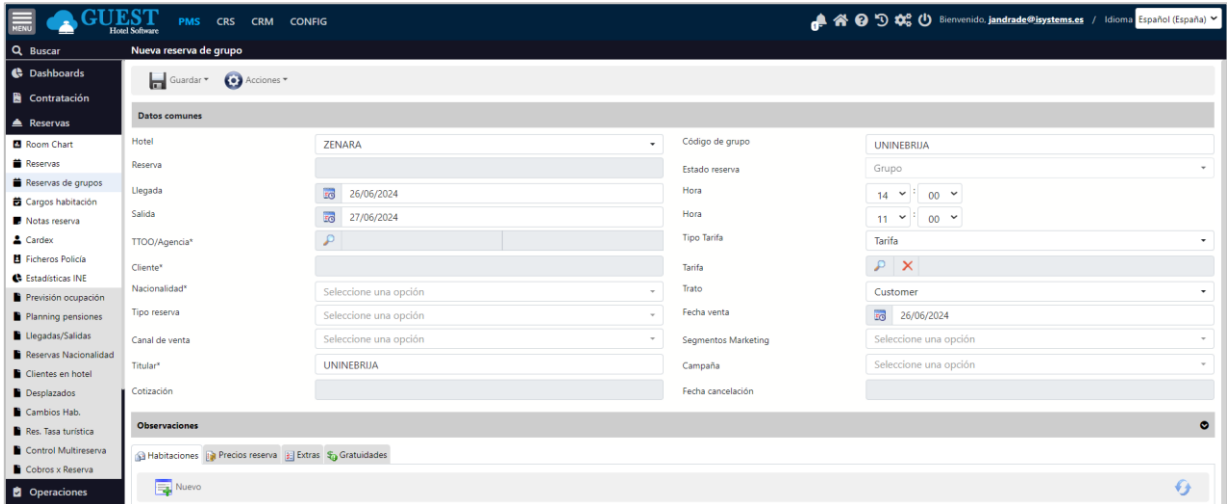 MENU
GUEST
Hotel Software
PMS CRS CRM CONFIG
0
Bienvenido, jandrade@isystems.es / Idioma Español (España)
Buscar
Nueva reserva de grupo
Dashboards
Contratación
Reservas
Room Chart
Reservas
Reservas de grupos
Cargos habitación
Notas reserva
Cardex
Ficheros Policía
Estadísticas INE
Previsión ocupación
Planning pensiones
Llegadas/Salidas
Reservas Nacionalidad
Clientes en hotel
Desplazados
Cambios Hab.
Res. Tasa turística
Control Multireserva
Cobros x Reserva
Operaciones
Guardar Acciones
Datos comunes
Hotel ZENARA Código de grupo UNINEBRIJA
Reserva Estado reserva Grupo
Llegada 26/06/2024 Hora 14 : 00
Salida 27/06/2024 Hora 11 : 00
TTOO/Agencia* Tipo Tarifa Tarifa
Cliente* Tarifa
Nacionalidad* Seleccione una opción Trato Customer
Tipo reserva Seleccione una opción Fecha venta 26/06/2024
Canal de venta Seleccione una opción Segmentos Marketing Seleccione una opción
Titular* UNINEBRIJA Campaña Seleccione una opción
Cotización Fecha cancelación
Observaciones
Habitaciones Precios reserva Extras Gratuidades
Nuevo